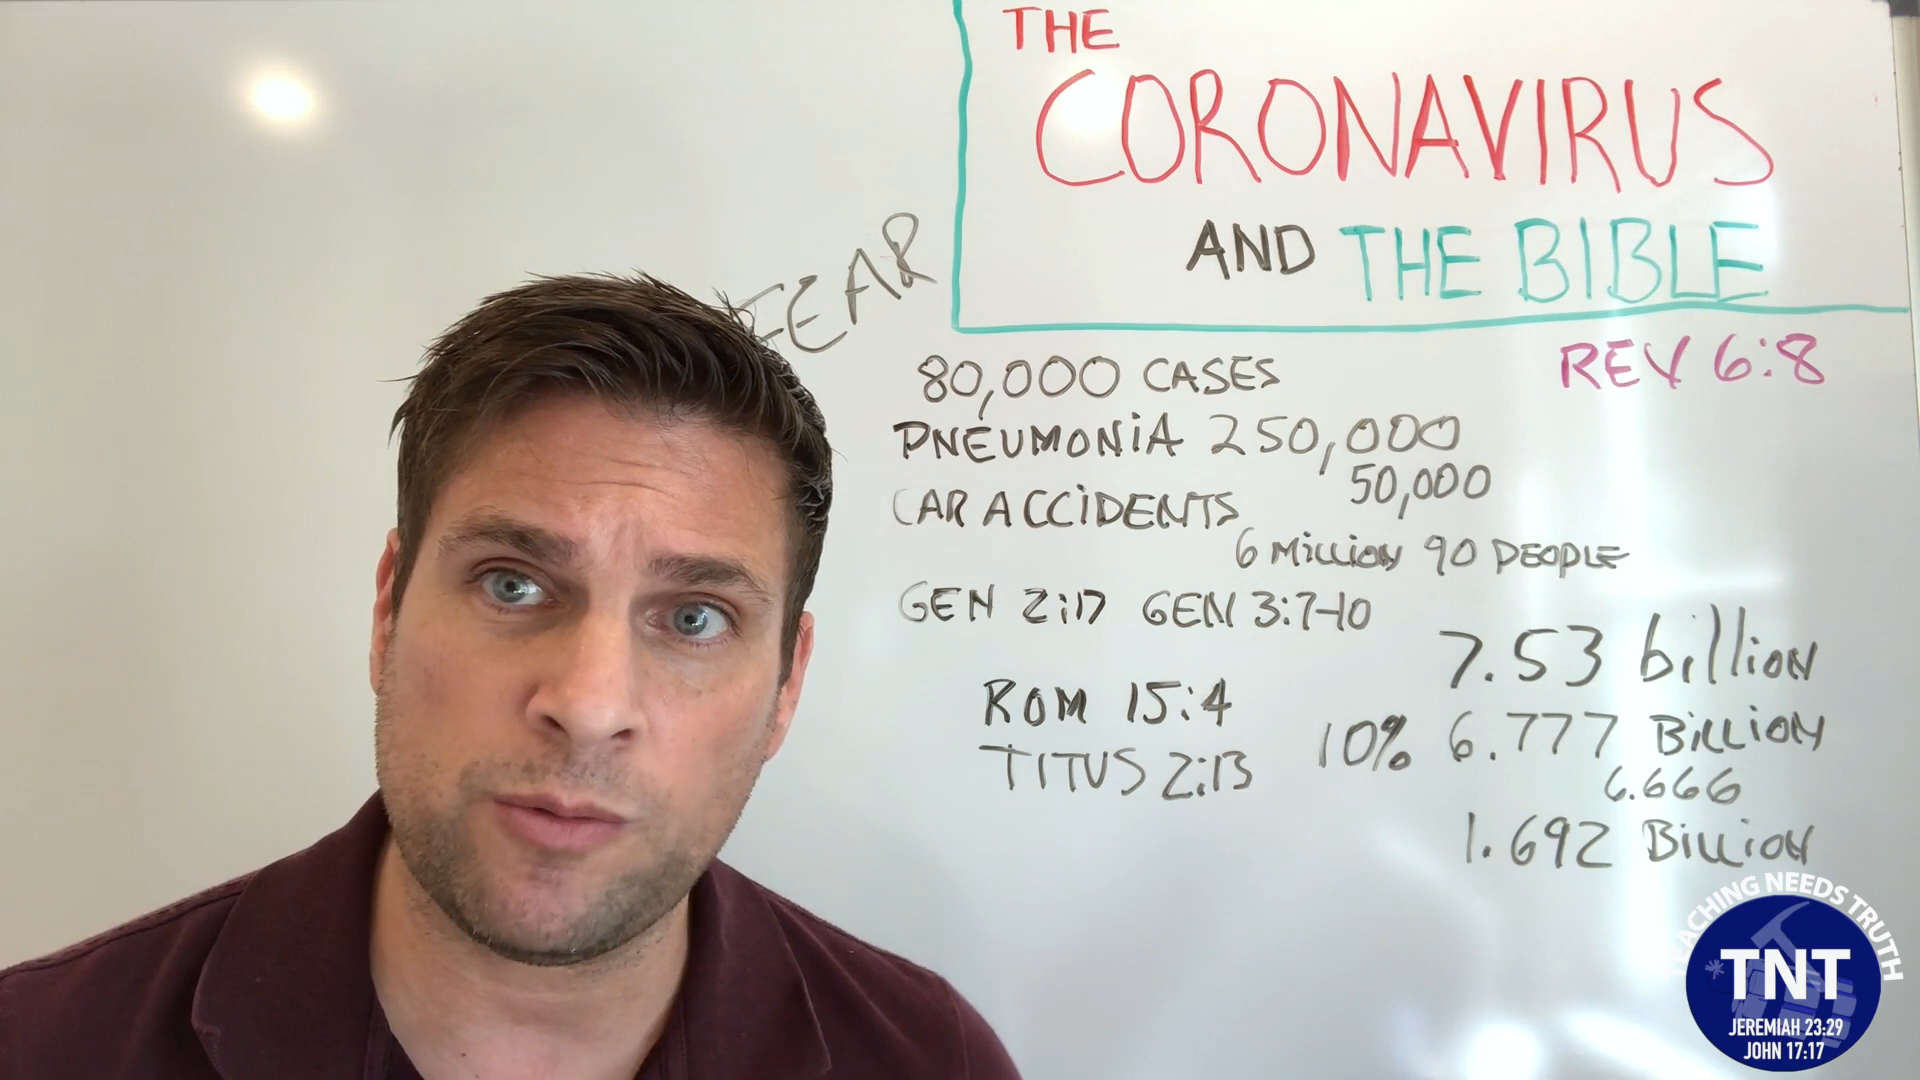 THE
CORONAVIRUS
AND THE BIBLE
FEAR
REV 6:8
80,000 CASES
PNEUMONIA 250,000
50,000
CAR ACCIDENTS
6 MILLION 90 PEOPLE
GEN 2:17 GEN 3:7-10
7.53 billion
ROM 15:4
10% 6.777 BILLION
TITUS 2:13
6.666
1.692 BILLION
TEACHING NEEDS TRUTH
TNT
JEREMIAH 23:29
JOHN 17:17